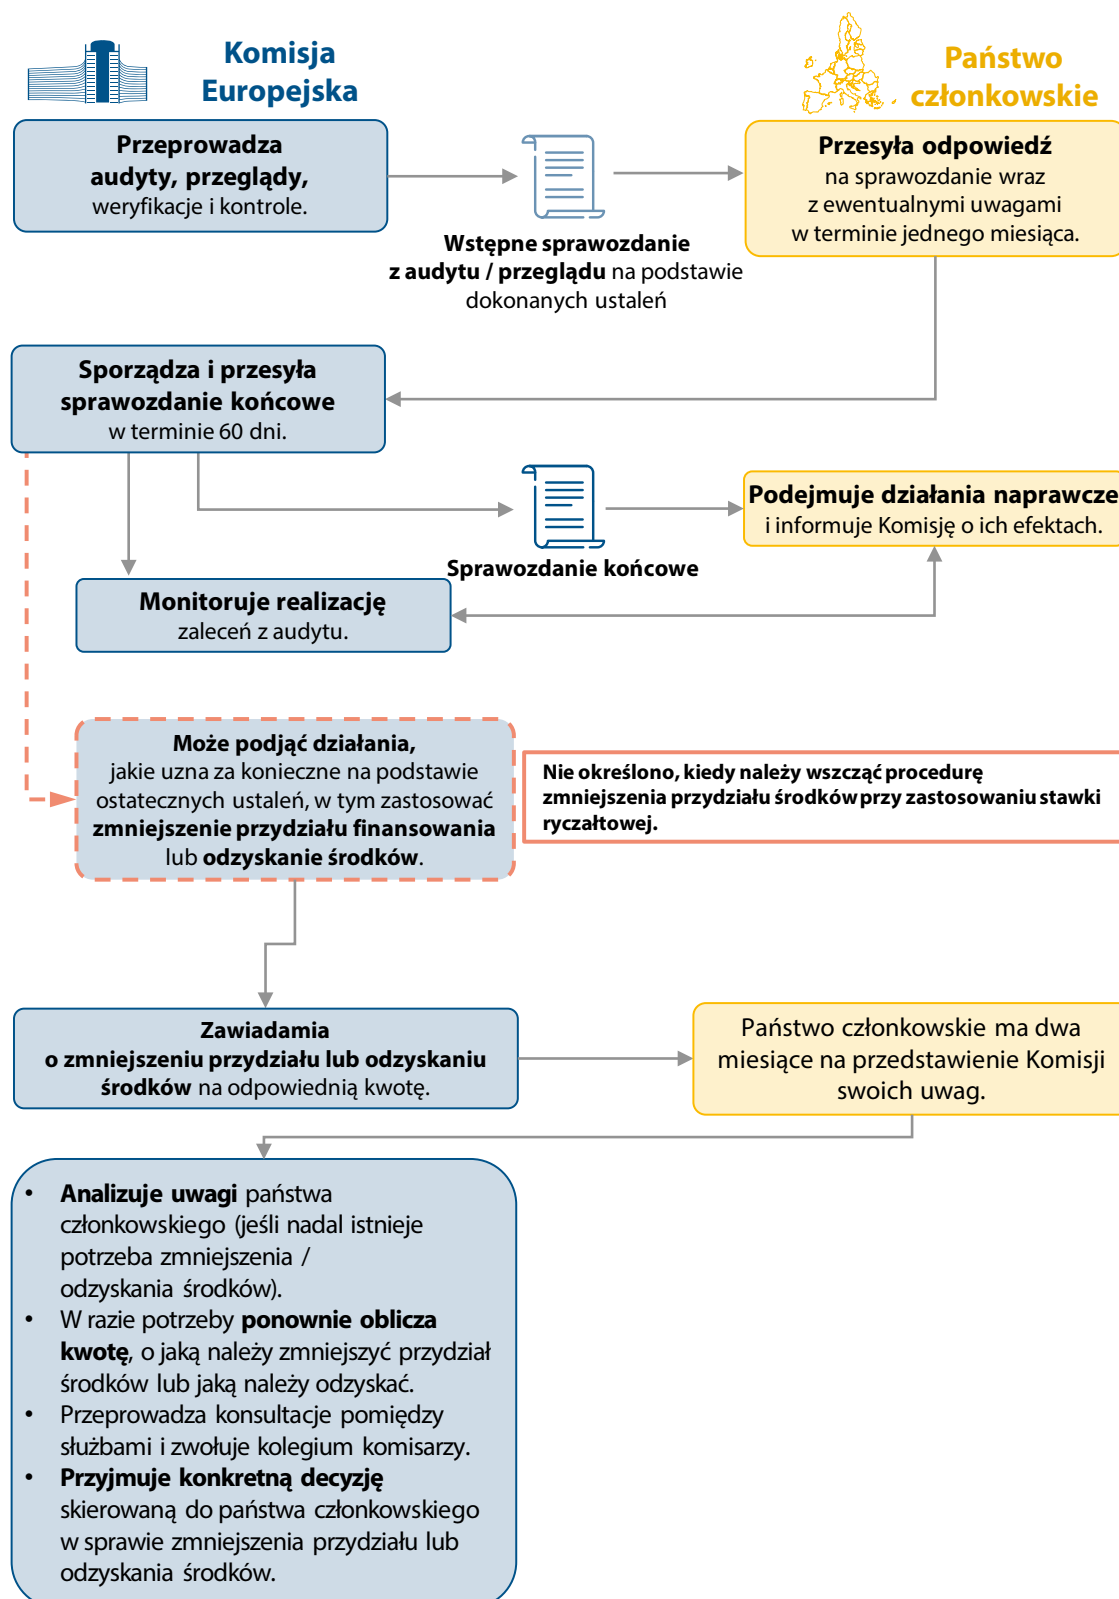 Komisja
Europejska
Państwo
członkowskie
Przeprowadza
audyty, przeglądy,
weryfikacje i kontrole.
Wstępne sprawozdanie
z audytu / przeglądu na podstawie
dokonanych ustaleń
Przesyła odpowiedź
na sprawozdanie wraz
z ewentualnymi uwagami
w terminie jednego miesiąca.
Sporządza i przesyła
sprawozdanie końcowe
w terminie 60 dni.
Sprawozdanie końcowe
Podejmuje działania naprawcze
i informuje Komisję o ich efektach.
Monitoruje realizację
zaleceń z audytu.
Może podjąć działania,
jakie uzna za konieczne na podstawie
ostatecznych ustaleń, w tym zastosować
zmniejszenie przydziału finansowania
lub odzyskanie środków.
Nie określono, kiedy należy wszcząć procedurę
zmniejszenia przydziału środków przy zastosowaniu stawki
ryczałtowej.
Zawiadamia
o zmniejszeniu przydziału lub odzyskaniu
środków na odpowiednią kwotę.
Państwo członkowskie ma dwa
miesiące na przedstawienie Komisji
swoich uwag.
• Analizuje uwagi państwa
członkowskiego (jeśli nadal istnieje
potrzeba zmniejszenia /
odzyskania środków).
• W razie potrzeby ponownie oblicza
kwotę, o jaką należy zmniejszyć przydział
środków lub jaką należy odzyskać.
• Przeprowadza konsultacje pomiędzy
służbami i zwołuje kolegium komisarzy.
• Przyjmuje konkretną decyzję
skierowaną do państwa członkowskiego
w sprawie zmniejszenia przydziału lub
odzyskania środków.